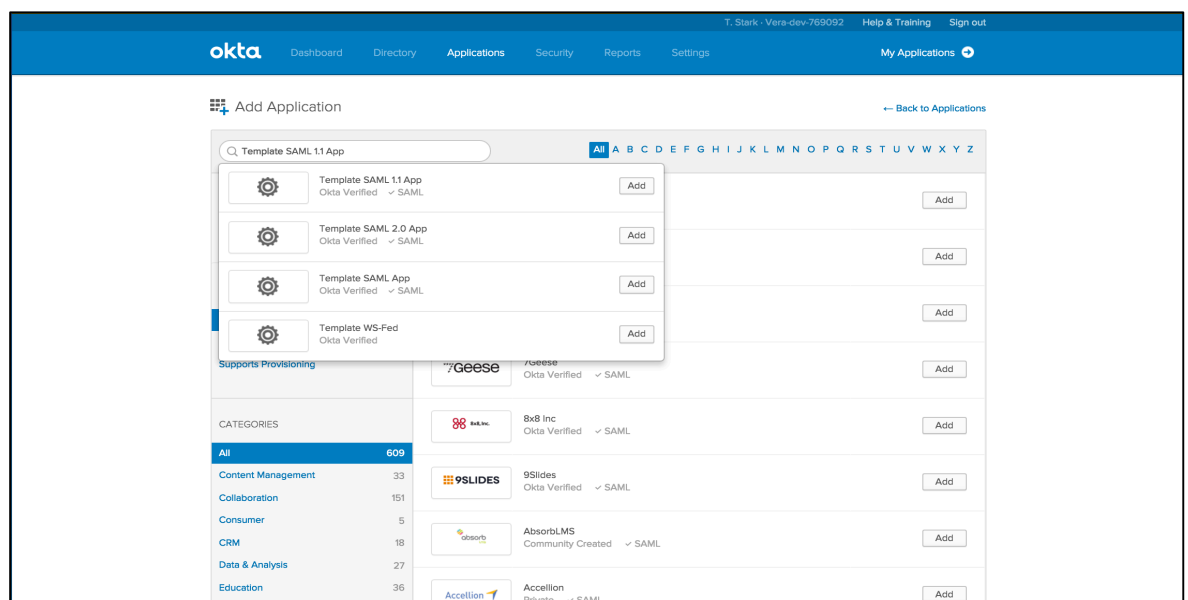 T. Stark · Vera-dev-769092 Help & Training Sign out
okta Dashboard Directory Applications Security Reports Settings My Applications
Add Application
← Back to Applications
Template SAML 1.1 App
All A B C D E F G H I J K L M N O P Q R S T U V W X Y Z
Template SAML 1.1 App
Okta Verified ✓ SAML
Add
Template SAML 2.0 App
Okta Verified ✓ SAML
Add
Template SAML App
Okta Verified ✓ SAML
Add
Template WS-Fed
Okta Verified
Add
Add
Add
Add
Supports Provisioning
7Geese
7Geese
Okta Verified ✓ SAML
Add
CATEGORIES
All 609
Content Management 33
Collaboration 151
Consumer 5
CRM 18
Data & Analysis 27
Education 36
8x8, Inc.
8x8 Inc
Okta Verified ✓ SAML
Add
9SLIDES
9Slides
Okta Verified ✓ SAML
Add
absorb
AbsorbLMS
Community Created ✓ SAML
Add
Accellion
Accellion
Private ✓ SAML
Add